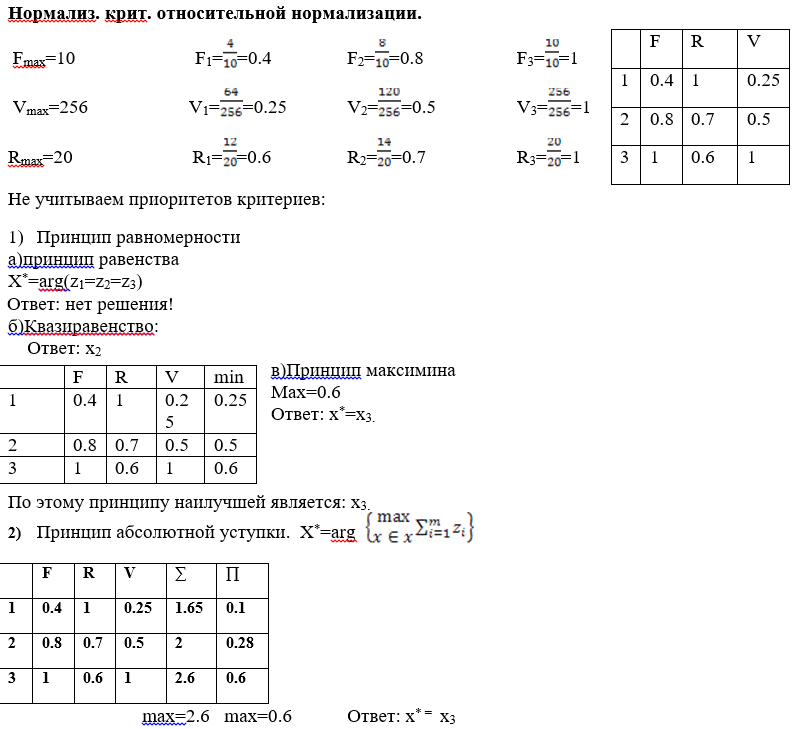 Нормализ. крит. относительной нормализации.
Fmax=10 F1=4/10=0.4 F2=8/10=0.8 F3=10/10=1
Vmax=256 V1=64/256=0.25 V2=120/256=0.5 V3=256/256=1
Rmax=20 R1=12/20=0.6 R2=14/20=0.7 R3=20/20=1
F R V
1 0.4 1 0.25
2 0.8 0.7 0.5
3 1 0.6 1
Не учитываем приоритетов критериев:
1) Принцип равномерности
а)принцип равенства
X*=arg(z1=z2=z3)
Ответ: нет решения!
б)Квазиравенство:
Ответ: x2
F R V min
1 0.4 1 0.25 0.25
2 0.8 0.7 0.5 0.5
3 1 0.6 1 0.6
в)Принцип максимина
Max=0.6
Ответ: x*=x3.
По этому принципу наилучшей является: x3.
2) Принцип абсолютной уступки. X*=arg {max x ∈ x ∑ᵐᵢ₌₁ zᵢ}
F R V ∑ ∏
1 0.4 1 0.25 1.65 0.1
2 0.8 0.7 0.5 2 0.28
3 1 0.6 1 2.6 0.6
max=2.6 max=0.6 Ответ: x* = x3